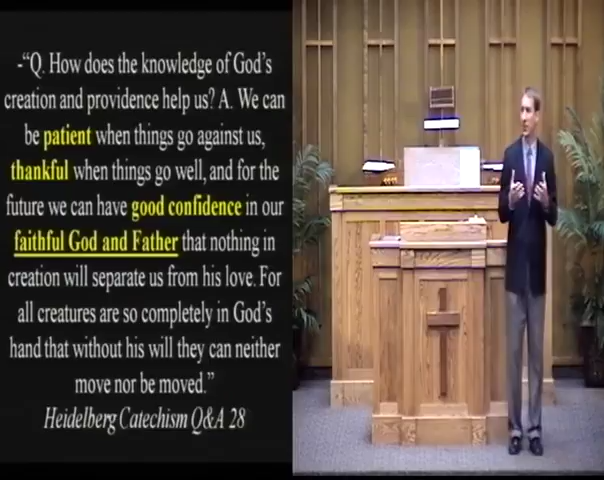 -“Q. How does the knowledge of God’s
creation and providence help us? A. We can
be patient when things go against us,
thankful when things go well, and for the
future we can have good confidence in our
faithful God and Father that nothing in
creation will separate us from his love. For
all creatures are so completely in God’s
hand that without his will they can neither
move nor be moved.”
Heidelberg Catechism Q&A 28